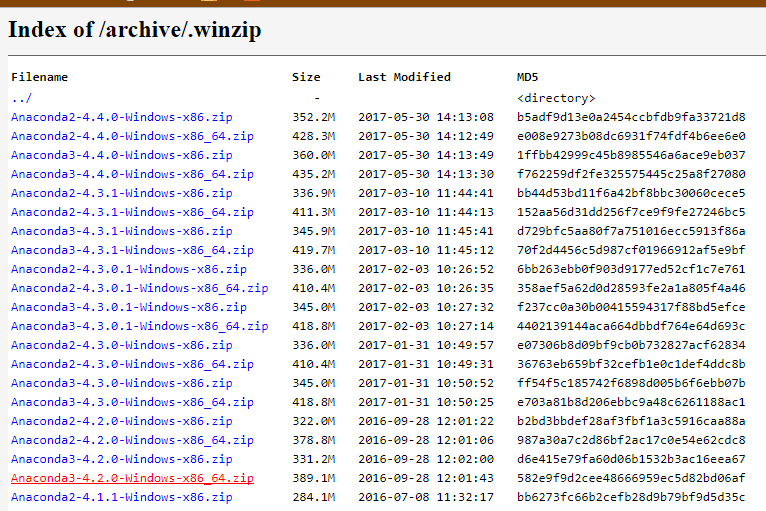 Index of /archive/.winzip
Filename Size Last Modified MD5
../ - <directory>
Anaconda2-4.4.0-Windows-x86.zip 352.2M 2017-05-30 14:13:08 b5adf9d13e0a2454ccbfdb9fa33721d8
Anaconda2-4.4.0-Windows-x86_64.zip 428.3M 2017-05-30 14:12:49 e008e9273b08dc6931f74fdf4b6ee6e0
Anaconda3-4.4.0-Windows-x86.zip 360.0M 2017-05-30 14:13:49 1ffbb42999c45b8985546a6ace9eb037
Anaconda3-4.4.0-Windows-x86_64.zip 435.2M 2017-05-30 14:13:30 f762259df2fe325575445c25a8f27080
Anaconda2-4.3.1-Windows-x86.zip 336.9M 2017-03-10 11:44:41 bb44d53bd11f6a42bf8bbc30060cece5
Anaconda2-4.3.1-Windows-x86_64.zip 411.3M 2017-03-10 11:44:13 152aa56d31dd256f7ce9f9fe27246bc5
Anaconda3-4.3.1-Windows-x86.zip 345.9M 2017-03-10 11:45:41 d729bfc5aa80f7a751016ecc5913f86a
Anaconda3-4.3.1-Windows-x86_64.zip 419.7M 2017-03-10 11:45:12 70f2d4456c5d987cf01966912af5e9bf
Anaconda2-4.3.0.1-Windows-x86.zip 336.0M 2017-02-03 10:26:52 6bb263ebb0f903d9177ed52cf1c7e761
Anaconda2-4.3.0.1-Windows-x86_64.zip 410.4M 2017-02-03 10:26:35 358aef5a62d0d28593fe2a1a805f4a46
Anaconda3-4.3.0.1-Windows-x86.zip 345.0M 2017-02-03 10:27:32 f237cc0a30b00415594317f88bd5efce
Anaconda3-4.3.0.1-Windows-x86_64.zip 418.8M 2017-02-03 10:27:14 4402139144aca664dbbdf764e64d693c
Anaconda2-4.3.0-Windows-x86.zip 336.0M 2017-01-31 10:49:57 e07306b8d09bf9cb0b732827acf62834
Anaconda2-4.3.0-Windows-x86_64.zip 410.4M 2017-01-31 10:49:31 36763eb659bf32cefb1e0c1def4ddc8b
Anaconda3-4.3.0-Windows-x86.zip 345.0M 2017-01-31 10:50:52 ff54f5c185742f6898d005b6f6ebb07b
Anaconda3-4.3.0-Windows-x86_64.zip 418.8M 2017-01-31 10:50:25 e703a81b8d206ebbc9a48c6261188ac1
Anaconda2-4.2.0-Windows-x86.zip 322.0M 2016-09-28 12:01:22 b2bd3bbdef28af3fbf1a3c5916caa88a
Anaconda2-4.2.0-Windows-x86_64.zip 378.8M 2016-09-28 12:01:06 987a30a7c2d86bf2ac17c0e54e62cdc8
Anaconda3-4.2.0-Windows-x86.zip 331.2M 2016-09-28 12:02:00 d6e415e79fa60d06b1532b3ac16eea67
Anaconda3-4.2.0-Windows-x86_64.zip 389.1M 2016-09-28 12:01:43 582e9f9d2cee48666959ec5d82bd06af
Anaconda2-4.1.1-Windows-x86.zip 284.1M 2016-07-08 11:32:17 bb6273fc66b2cefb28d9b79bf9d5d35c